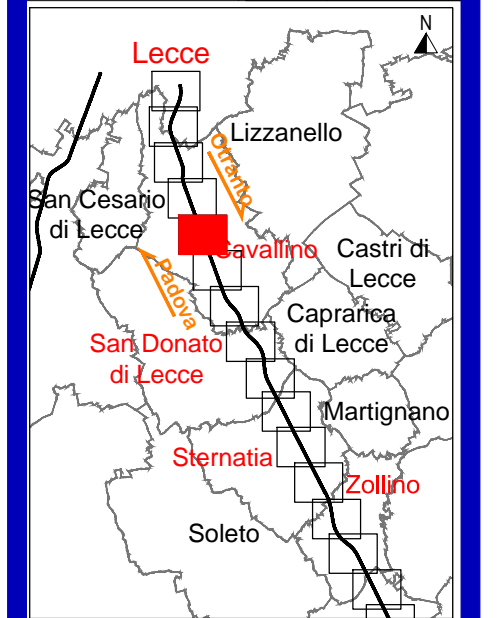 N
Lecce
Lizzanello
Otranto
San Cesario
di Lecce
Cavallino
Castri di
Lecce
Padova
Caprarica
di Lecce
San Donato
di Lecce
Martignano
Sternatia
Zollino
Soleto